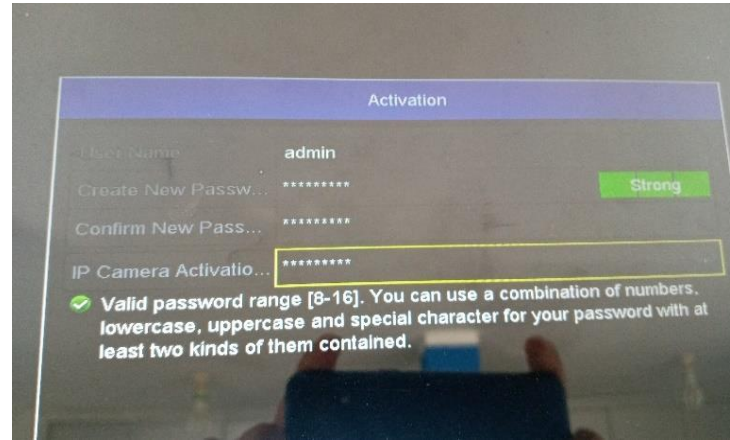 Activation
User Name admin
Create New Passw... ********* Strong
Confirm New Pass... *********
IP Camera Activatio... *********
Valid password range [8-16]. You can use a combination of numbers,
lowercase, uppercase and special character for your password with at
least two kinds of them contained.